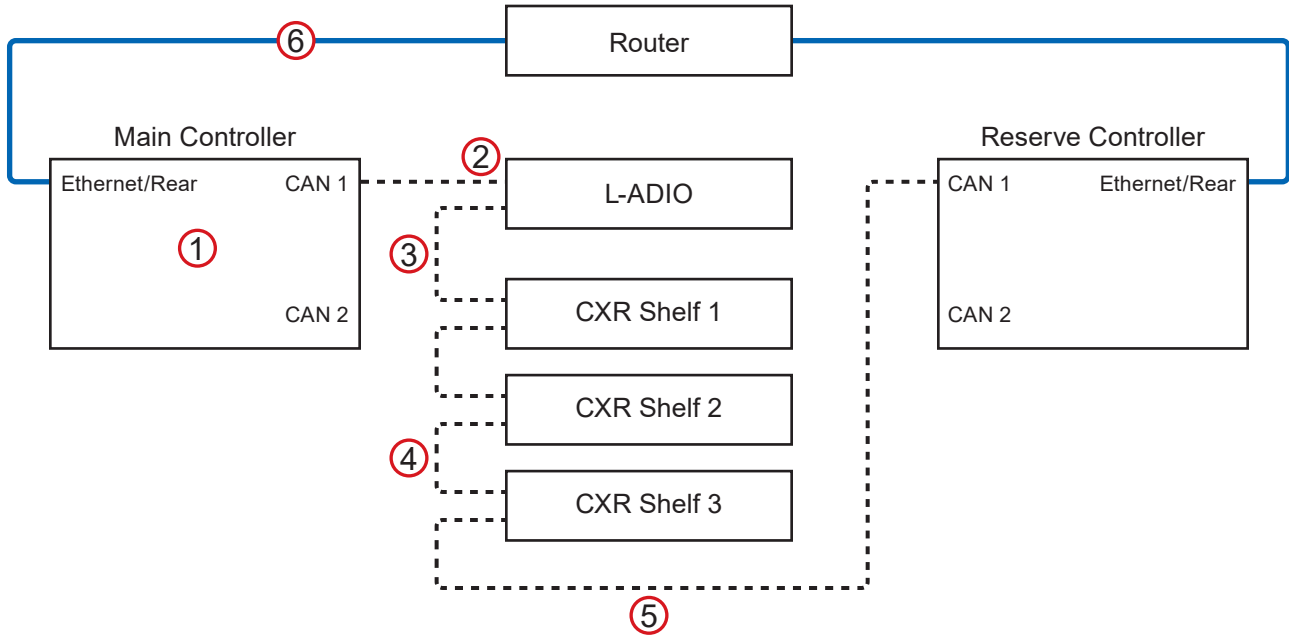 6
Router
Main Controller
Reserve Controller
2
Ethernet/Rear
CAN 1
L-ADIO
CAN 1
Ethernet/Rear
1
3
CXR Shelf 1
CAN 2
CAN 2
CXR Shelf 2
4
CXR Shelf 3
5